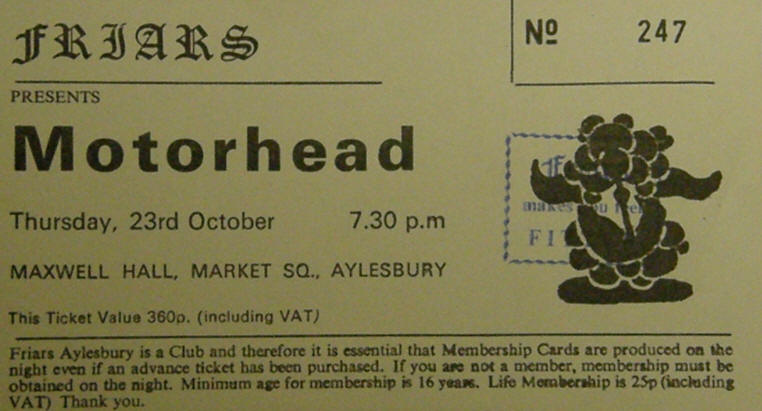 FRIARS
Nº 247
PRESENTS
Motorhead
Thursday, 23rd October 7.30 p.m
MAXWELL HALL, MARKET SQ., AYLESBURY
This Ticket Value 360p. (including VAT)
makes you feel
Friars Aylesbury is a Club and therefore it is essential that Membership Cards are produced on the
night even if an advance ticket has been purchased. If you are not a member, membership must be
obtained on the night. Minimum age for membership is 16 years. Life Membership is 25p (including
VAT) Thank you.